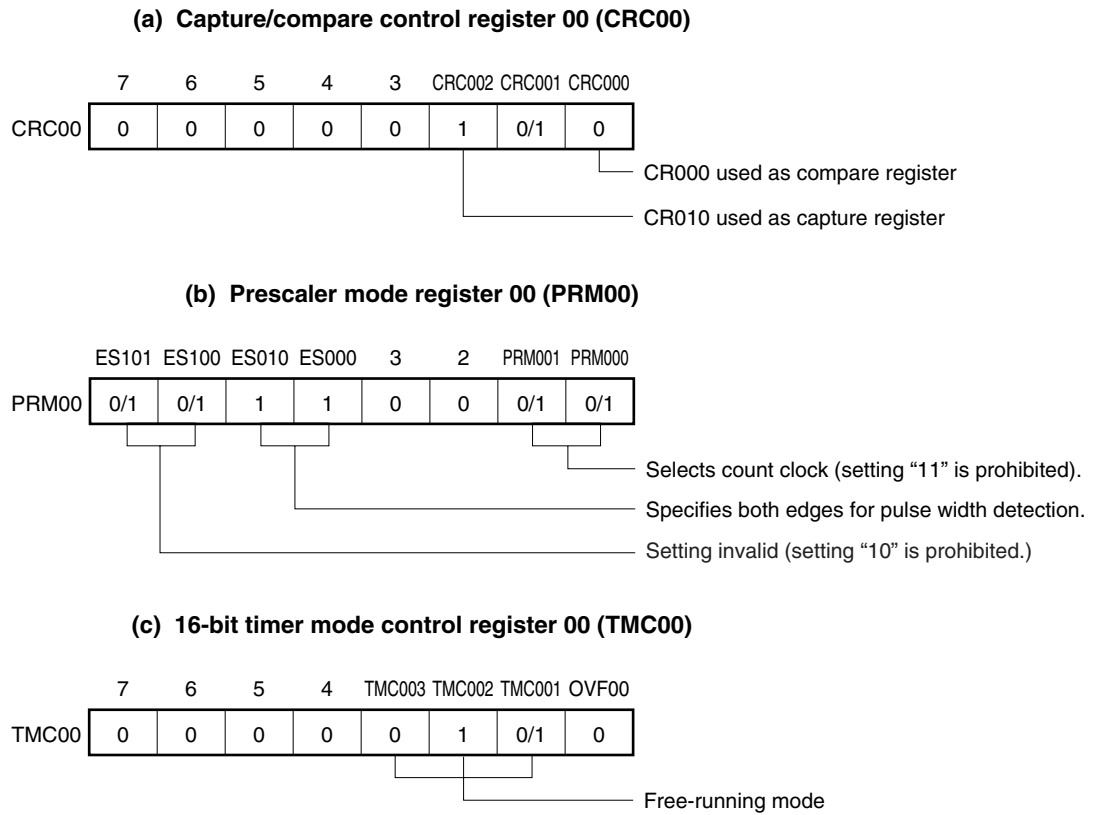 (a) Capture/compare control register 00 (CRC00)
7 6 5 4 3 CRC002 CRC001 CRC000
CRC00 0 0 0 0 0 1 0/1 0
CR000 used as compare register
CR010 used as capture register
(b) Prescaler mode register 00 (PRM00)
ES101 ES100 ES010 ES000 3 2 PRM001 PRM000
PRM00 0/1 0/1 1 1 0 0 0/1 0/1
Selects count clock (setting “11” is prohibited).
Specifies both edges for pulse width detection.
Setting invalid (setting “10” is prohibited.)
(c) 16-bit timer mode control register 00 (TMC00)
7 6 5 4 TMC003 TMC002 TMC001 OVF00
TMC00 0 0 0 0 0 1 0/1 0
Free-running mode